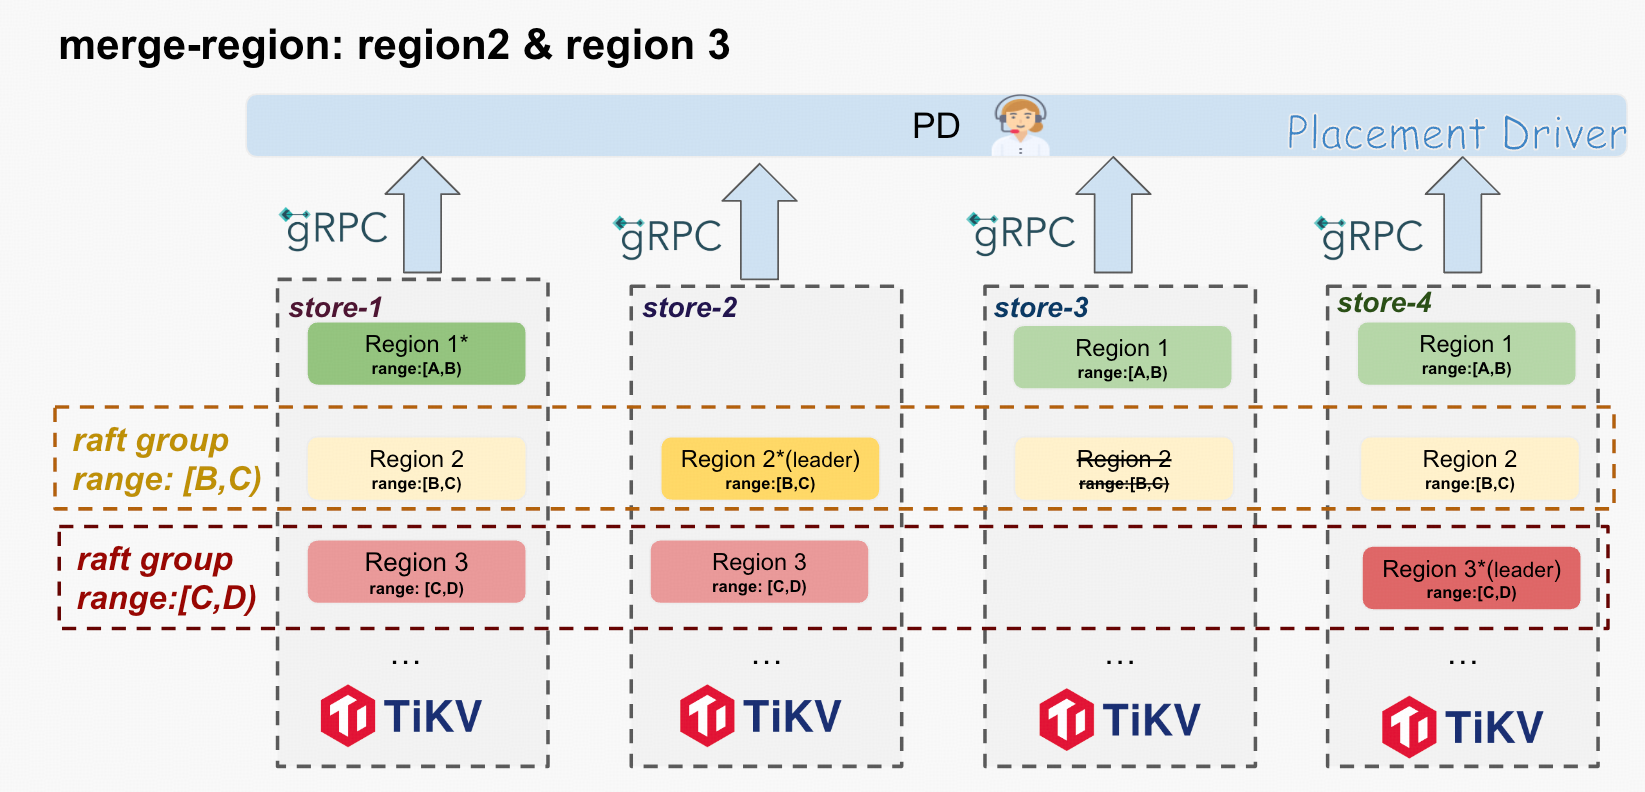 merge-region: region2 & region 3
PD
Placement Driver
gRPC
gRPC
gRPC
gRPC
store-1
store-2
store-3
store-4
Region 1*
range:[A,B)
Region 1
range:[A,B)
Region 1
range:[A,B)
raft group
range: [B,C)
Region 2
range:[B,C)
Region 2*(leader)
range:[B,C)
Region 2
range:[B,C)
Region 2
range:[B,C)
raft group
range:[C,D)
Region 3
range: [C,D)
Region 3
range: [C,D)
Region 3*(leader)
range:[C,D)
...
...
...
...
TiKV
TiKV
TiKV
TiKV